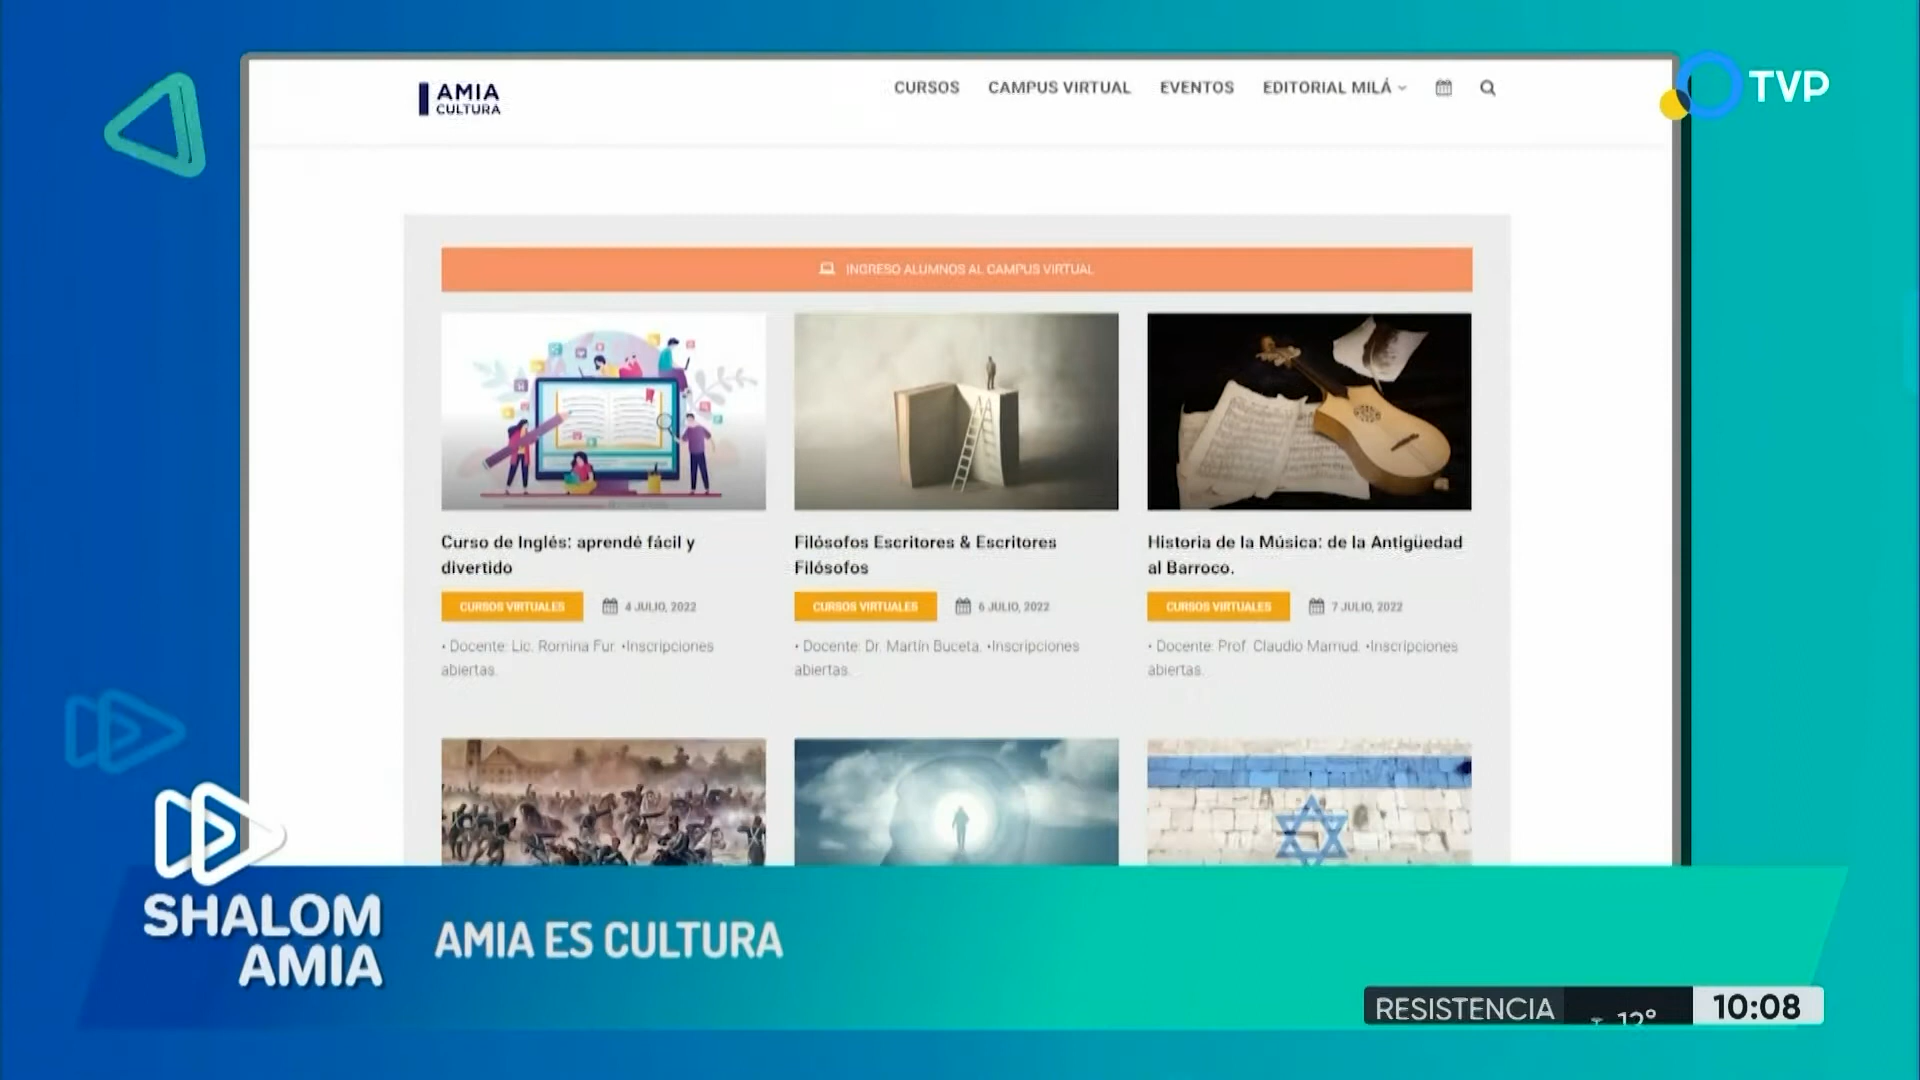 AMIA
CULTURA
CURSOS
CAMPUS VIRTUAL
EVENTOS
EDITORIAL MILÁ
TVP
INGRESO ALUMNOS AL CAMPUS VIRTUAL
Curso de Inglés: aprendé fácil y
divertido
CURSOS VIRTUALES
4 JULIO, 2022
• Docente: Lic. Romina Fur. •Inscripciones
abiertas.
Filósofos Escritores & Escritores
Filósofos
CURSOS VIRTUALES
6 JULIO, 2022
• Docente: Dr. Martín Buceta. •Inscripciones
abiertas.
Historia de la Música: de la Antigüedad
al Barroco.
CURSOS VIRTUALES
7 JULIO, 2022
• Docente: Prof. Claudio Mamud. •Inscripciones
abiertas.
SHALOM
AMIA
AMIA ES CULTURA
RESISTENCIA
12°
10:08